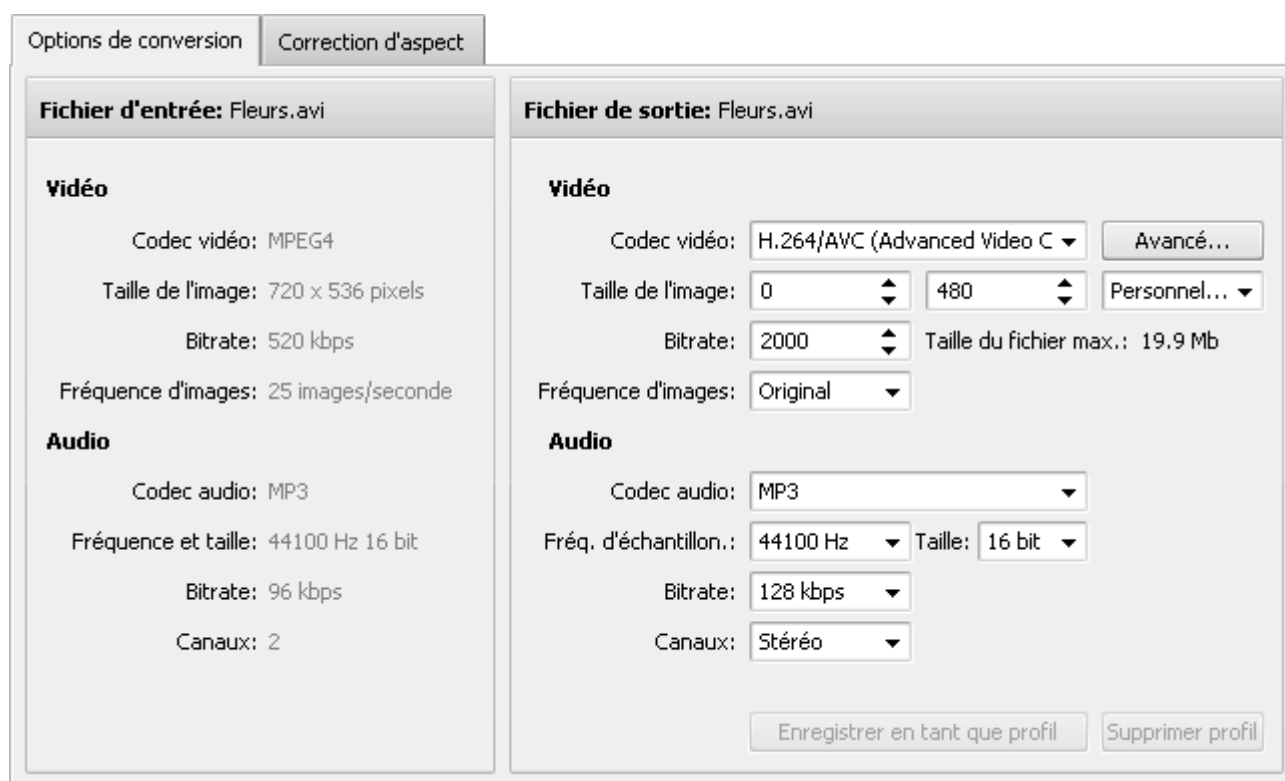 Options de conversion Correction d'aspect
Fichier d'entrée: Fleurs.avi
Vidéo
Codec vidéo: MPEG4
Taille de l'image: 720 x 536 pixels
Bitrate: 520 kbps
Fréquence d'images: 25 images/seconde
Audio
Codec audio: MP3
Fréquence et taille: 44100 Hz 16 bit
Bitrate: 96 kbps
Canaux: 2
Fichier de sortie: Fleurs.avi
Vidéo
Codec vidéo: H.264/AVC (Advanced Video C Avancé...
Taille de l'image: 0 480 Personnel...
Bitrate: 2000 Taille du fichier max.: 19.9 Mb
Fréquence d'images: Original
Audio
Codec audio: MP3
Fréq. d'échantillon.: 44100 Hz Taille: 16 bit
Bitrate: 128 kbps
Canaux: Stéréo
Enregistrer en tant que profil Supprimer profil